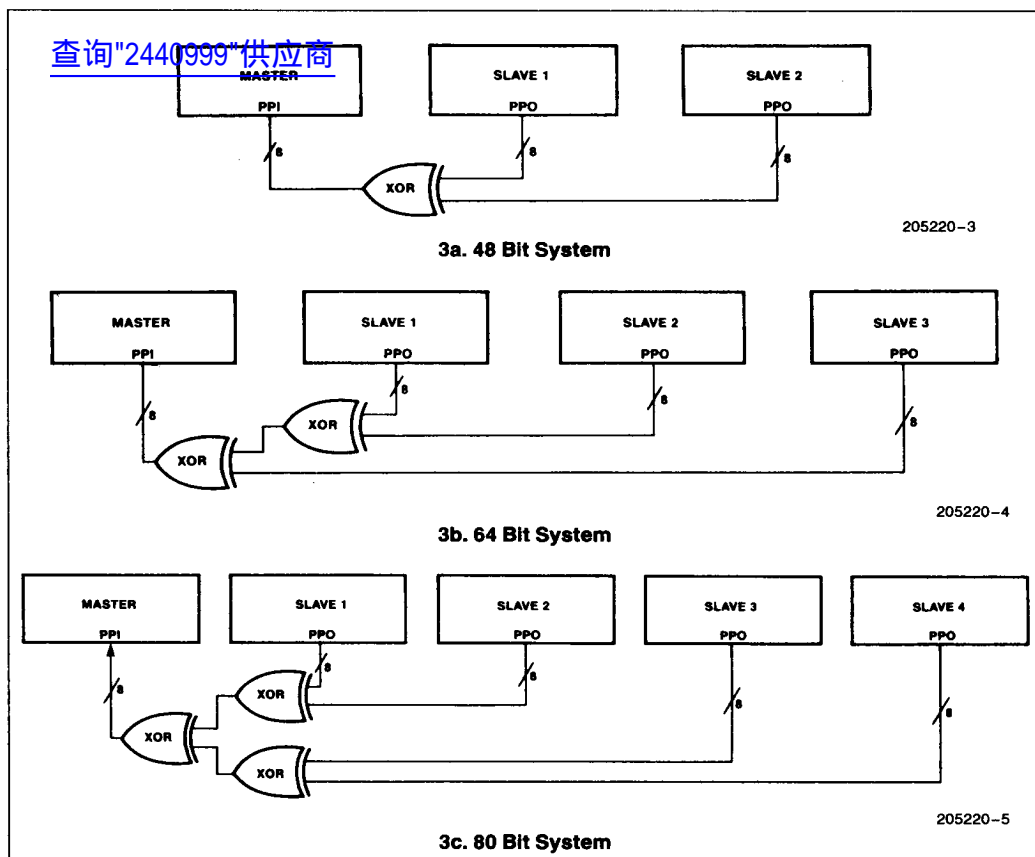 查询"2440999"供应商
MASTER SLAVE 1 SLAVE 2
PPI PPO PPO
8 8 8
XOR
205220-3
3a. 48 Bit System
MASTER SLAVE 1 SLAVE 2 SLAVE 3
PPI PPO PPO PPO
8 8 8 8
XOR
XOR
205220-4
3b. 64 Bit System
MASTER SLAVE 1 SLAVE 2 SLAVE 3 SLAVE 4
PPI PPO PPO PPO PPO
8 8 8 8 8
XOR
XOR
XOR
205220-5
3c. 80 Bit System